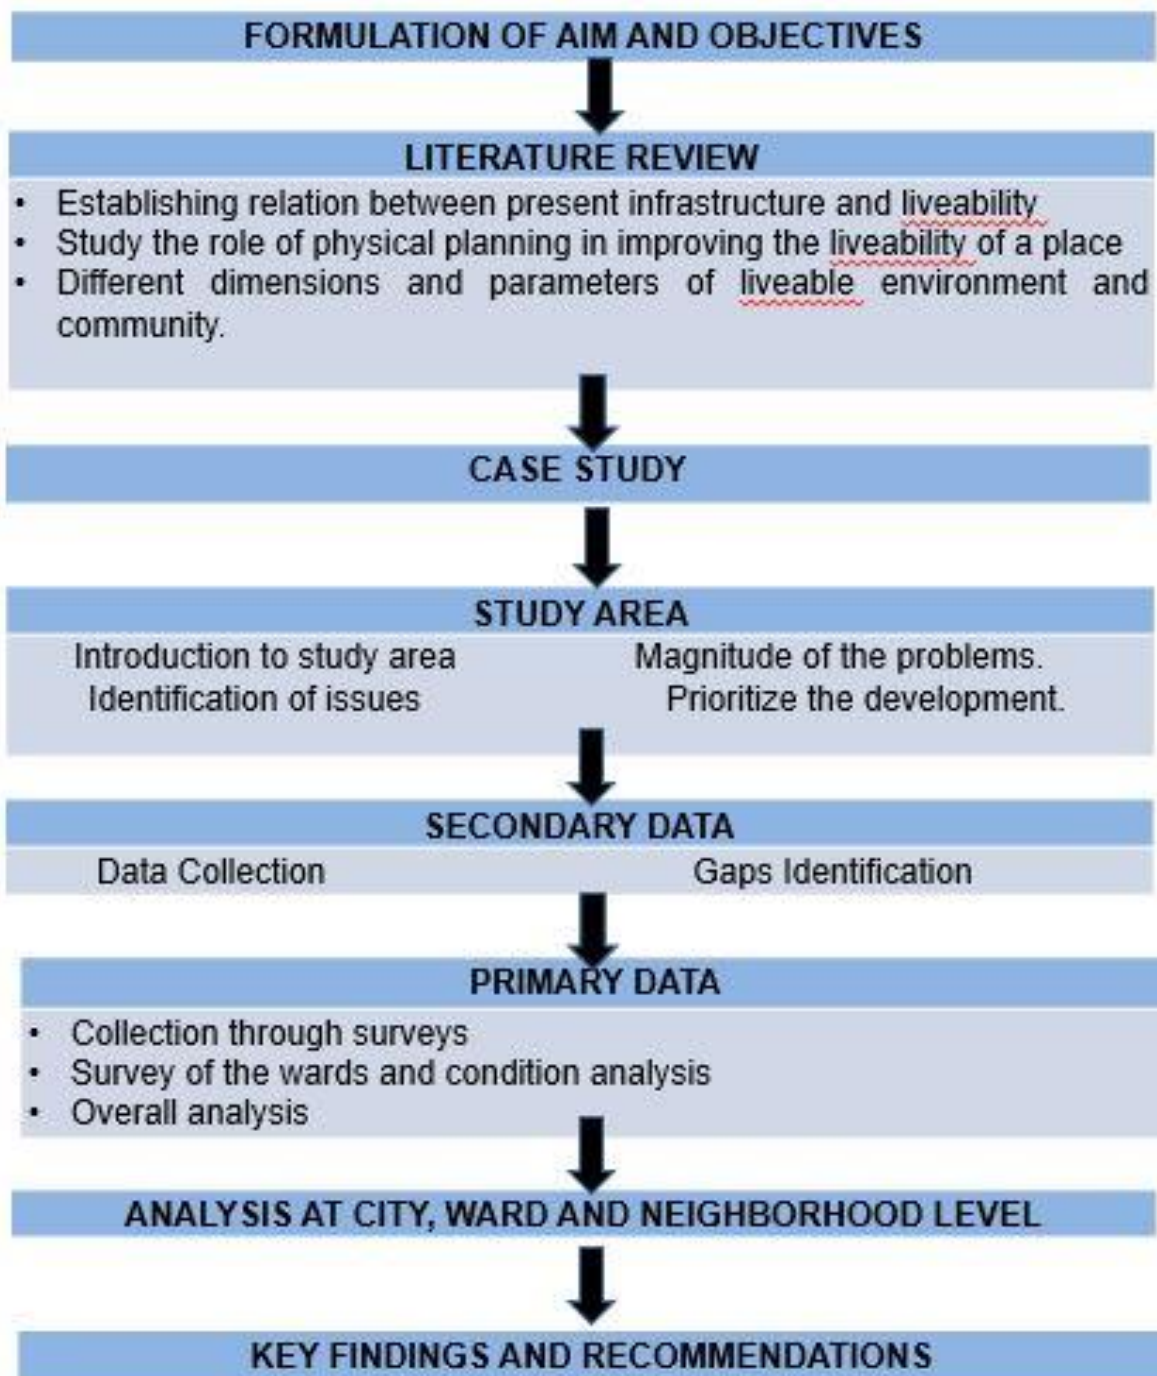 FORMULATION OF AIM AND OBJECTIVES
LITERATURE REVIEW
• Establishing relation between present infrastructure and liveability
• Study the role of physical planning in improving the liveability of a place
• Different dimensions and parameters of liveable environment and
community.
CASE STUDY
STUDY AREA
Introduction to study area Magnitude of the problems.
Identification of issues Prioritize the development.
SECONDARY DATA
Data Collection Gaps Identification
PRIMARY DATA
• Collection through surveys
• Survey of the wards and condition analysis
• Overall analysis
ANALYSIS AT CITY, WARD AND NEIGHBORHOOD LEVEL
KEY FINDINGS AND RECOMMENDATIONS